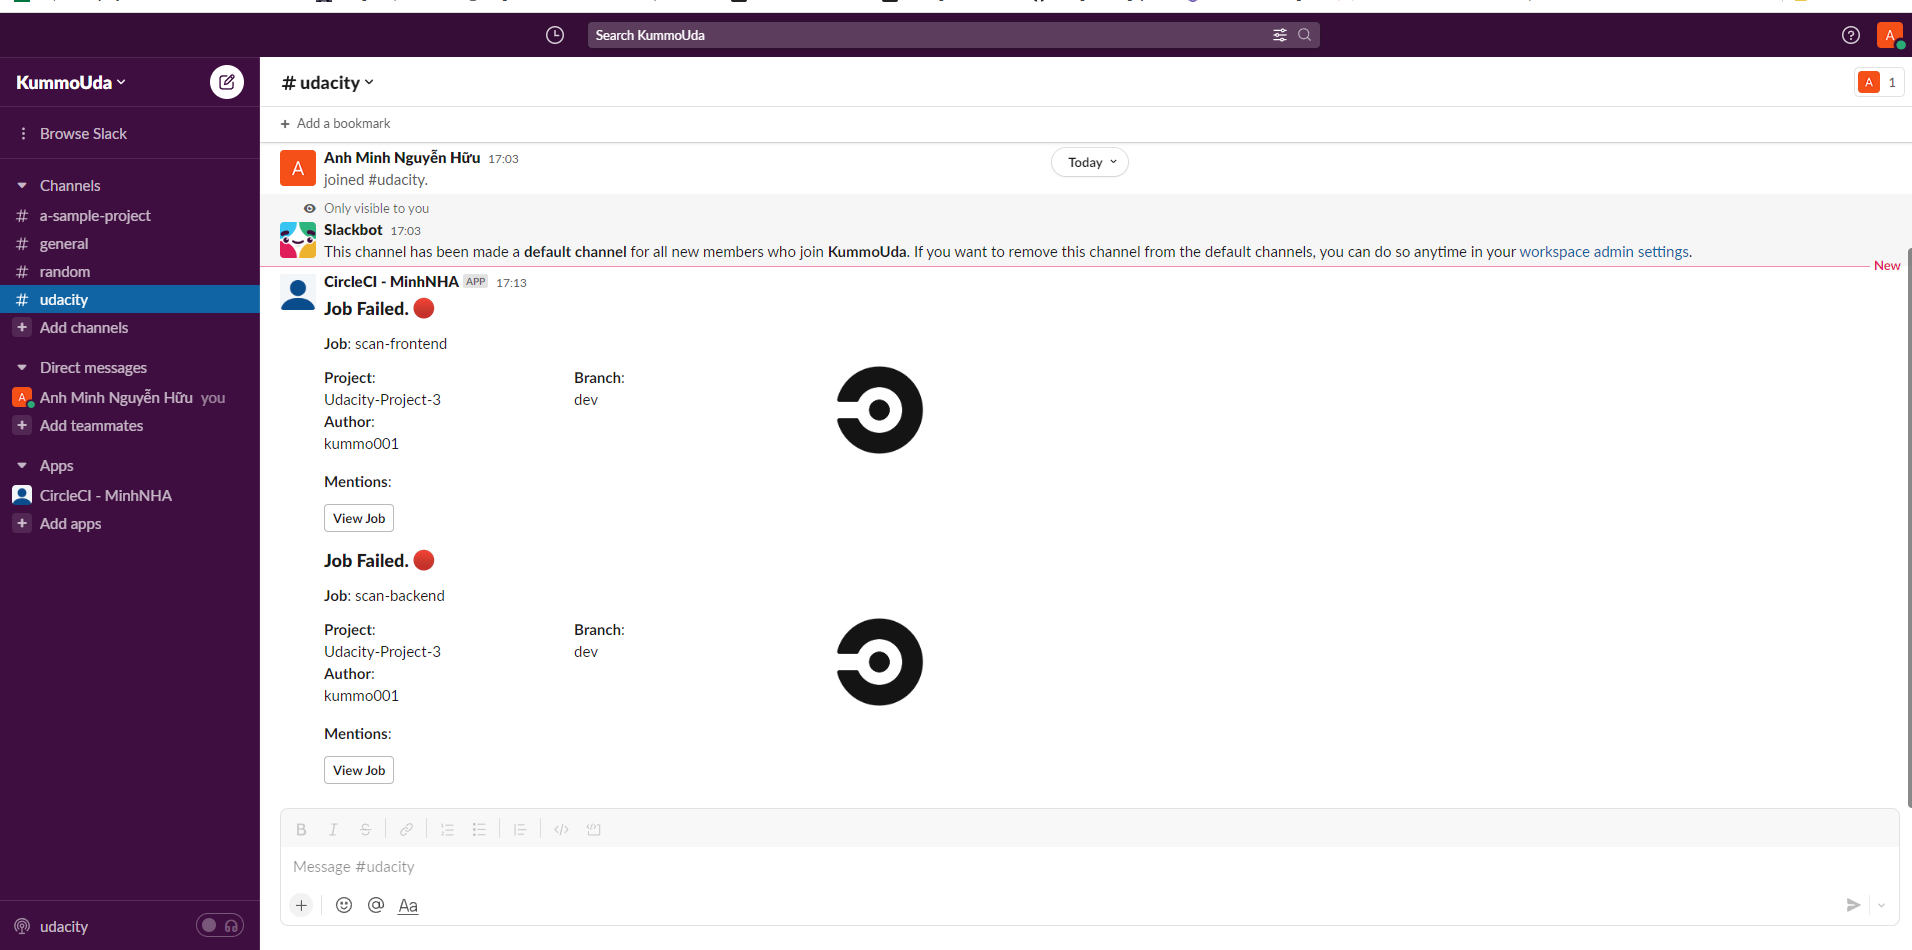 Search KummoUda
A
KummoUda
# udacity
A 1
Browse Slack
+ Add a bookmark
Channels
# a-sample-project
# general
# random
# udacity
+ Add channels
Direct messages
A Anh Minh Nguyễn Hữu you
+ Add teammates
Apps
CircleCI - MinhNHA
+ Add apps
udacity
Today
A
Anh Minh Nguyễn Hữu 17:03
joined #udacity.
Only visible to you
Slackbot 17:03
This channel has been made a default channel for all new members who join KummoUda. If you want to remove this channel from the default channels, you can do so anytime in your workspace admin settings.
New
CircleCI - MinhNHA APP 17:13
Job Failed.
Job: scan-frontend
Project: Branch:
Udacity-Project-3 dev
Author:
kummo001
Mentions:
View Job
Job Failed.
Job: scan-backend
Project: Branch:
Udacity-Project-3 dev
Author:
kummo001
Mentions:
View Job
B I S
Message #udacity
+ @ Aa